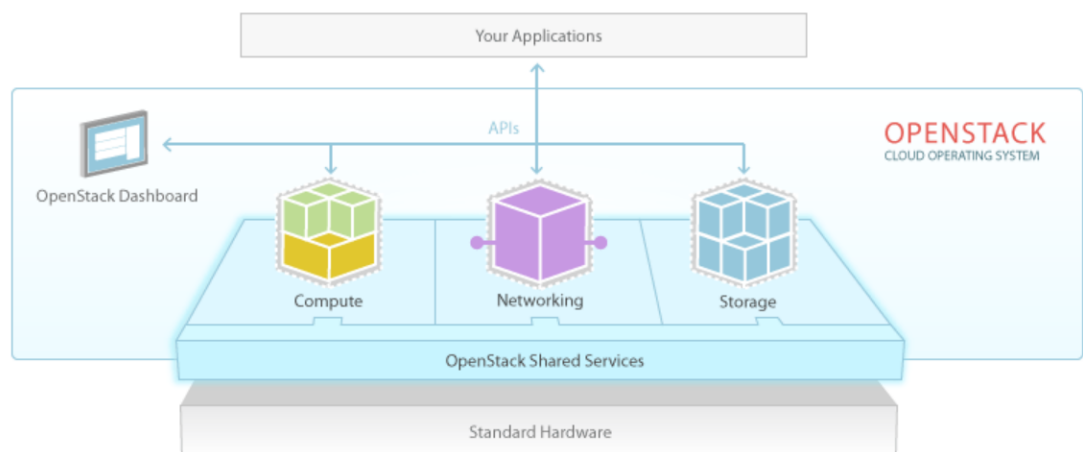 Your Applications
APIs
OPENSTACK
CLOUD OPERATING SYSTEM
OpenStack Dashboard
Compute
Networking
Storage
OpenStack Shared Services
Standard Hardware